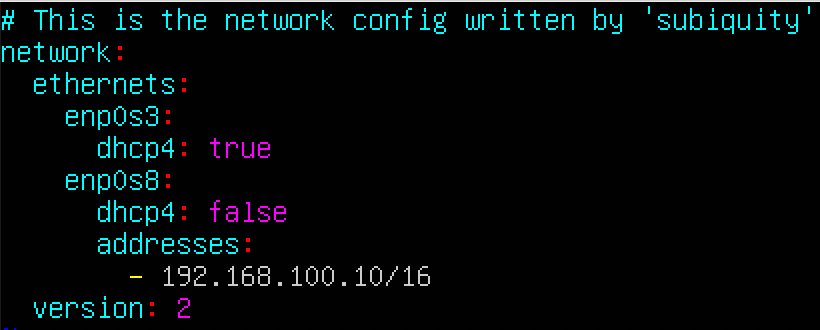 # This is the network config written by 'subiquity'
network:
  ethernets:
    enp0s3:
      dhcp4: true
    enp0s8:
      dhcp4: false
      addresses:
        - 192.168.100.10/16
  version: 2